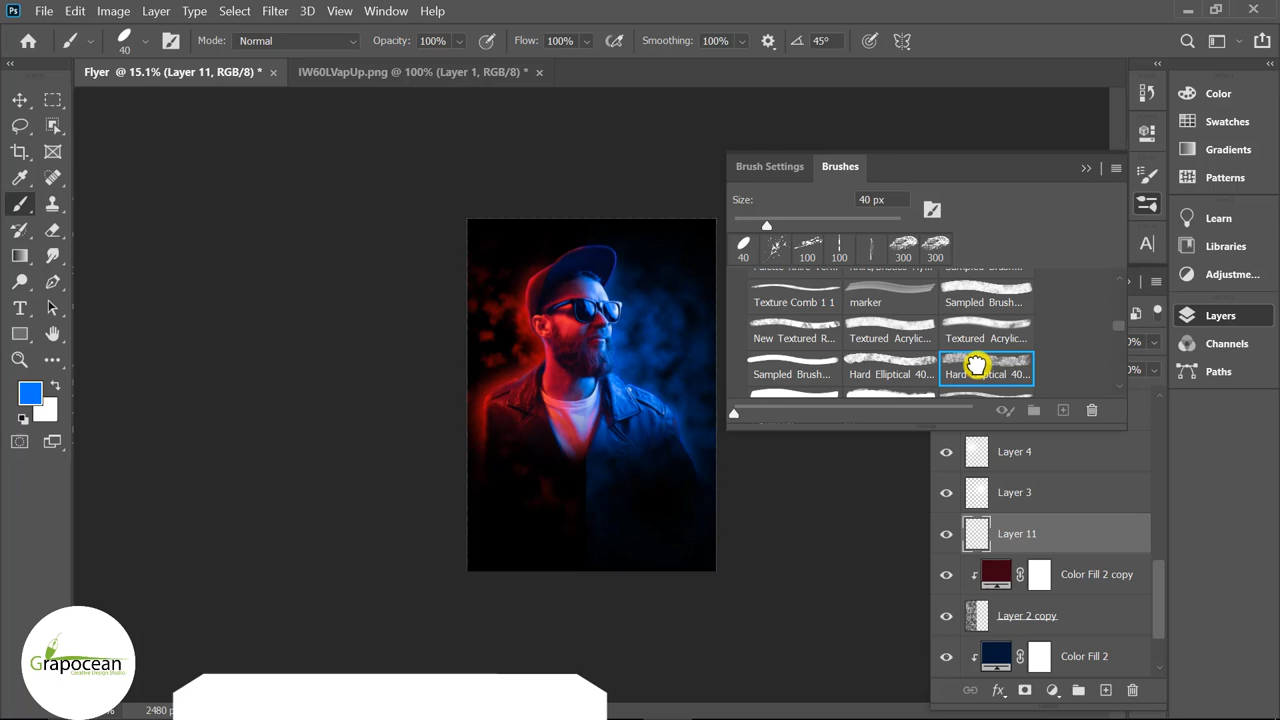 Ps File Edit Image Layer Type Select Filter 3D View Window Help
40 Mode: Normal Opacity: 100% Flow: 100% Smoothing: 100% 45°
Flyer @ 15.1% (Layer 11, RGB/8) * × IW60LVapUp.png @ 100% (Layer 1, RGB/8) * ×
Brush Settings Brushes
Size: 40 px
40 100 100 300 300
Texture Comb 1 1 marker Sampled Brush...
New Textured R... Textured Acrylic... Textured Acrylic...
Sampled Brush... Hard Elliptical 40... Hard Elliptical 40...
Color
Swatches
Gradients
Patterns
Learn
Libraries
Adjustme...
Layers
Channels
Paths
Layer 4
Layer 3
Layer 11
Color Fill 2 copy
Layer 2 copy
Color Fill 2
fx
Grapocean
Creative Design Studio
2480 p